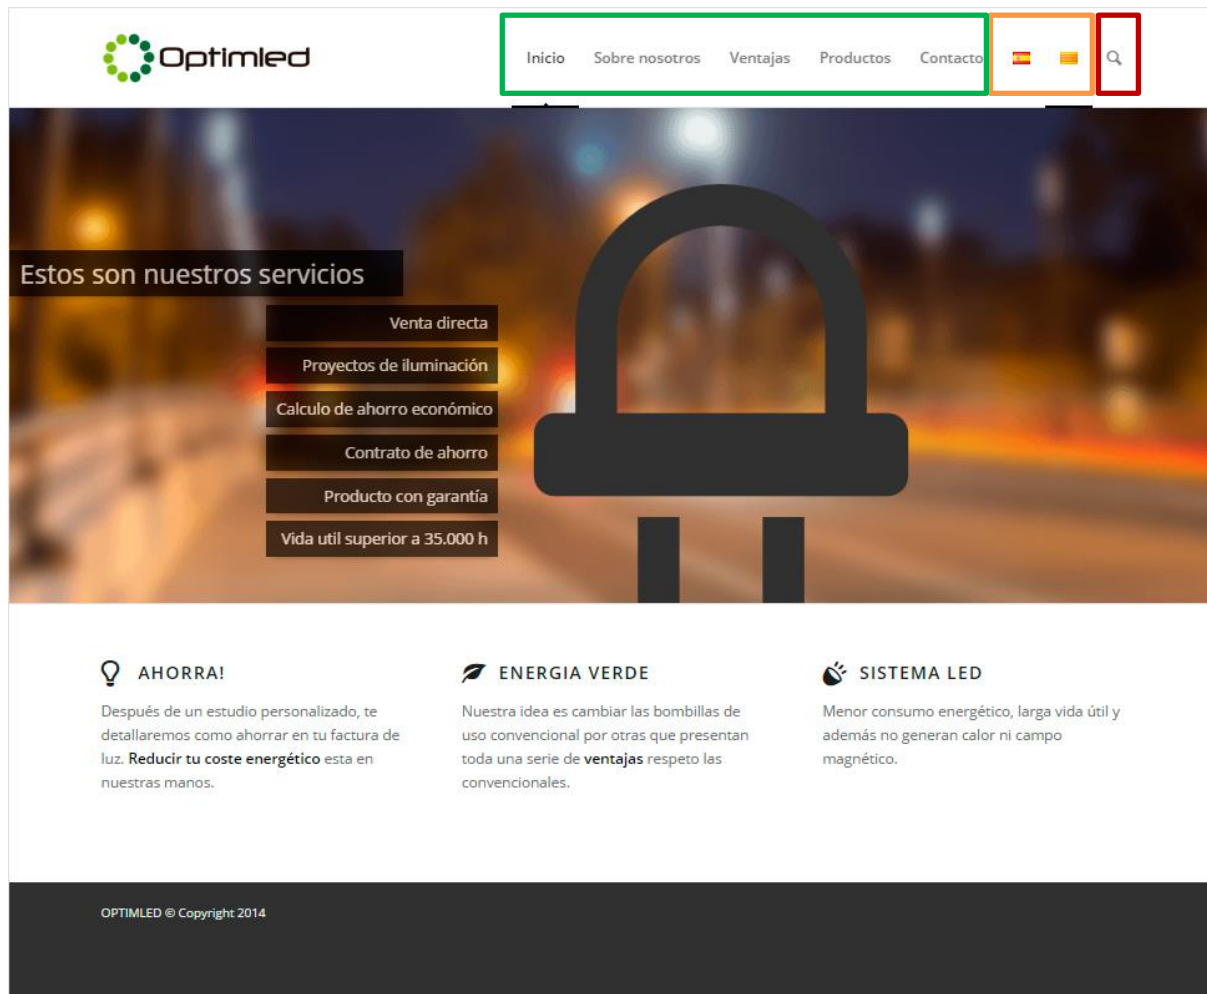 Optimled
Inicio Sobre nosotros Ventajas Productos Contacto
Estos son nuestros servicios
Venta directa
Proyectos de iluminación
Calculo de ahorro económico
Contrato de ahorro
Producto con garantía
Vida util superior a 35.000 h
AHORRA!
Después de un estudio personalizado, te
detallaremos como ahorrar en tu factura de
luz. Reducir tu coste energético esta en
nuestras manos.
ENERGIA VERDE
Nuestra idea es cambiar las bombillas de
uso convencional por otras que presentan
toda una serie de ventajas respeto las
convencionales.
SISTEMA LED
Menor consumo energético, larga vida útil y
además no generan calor ni campo
magnético.
OPTIMLED © Copyright 2014